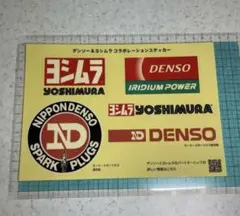 デンソー&ヨシムラ コラボレーションステッカー
ヨシムラ
YOSHIMURA
DENSO
IRIDIUM POWER
ヨシムラ YOSHIMURA
NIPPONDENSO
ND
SPARK PLUGS
ND DENSO